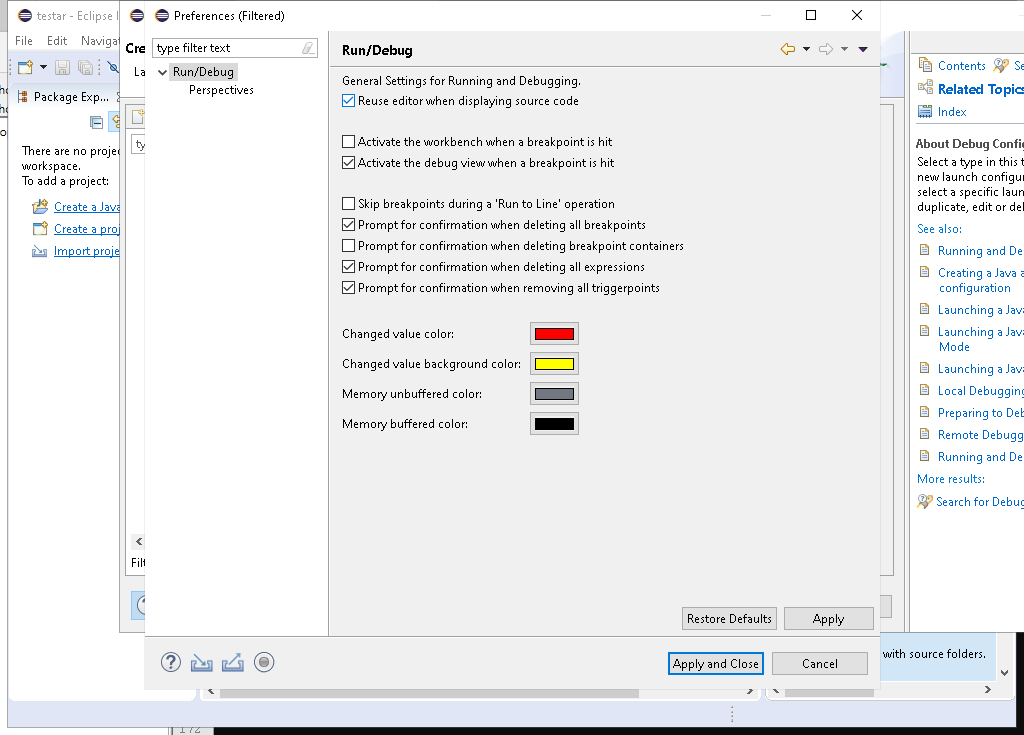 testar - Eclipse I
Preferences (Filtered)
File Edit Naviga
Cre
La
type filter text
Run/Debug
Perspectives
Run/Debug
General Settings for Running and Debugging.
Reuse editor when displaying source code
Activate the workbench when a breakpoint is hit
Activate the debug view when a breakpoint is hit
Skip breakpoints during a 'Run to Line' operation
Prompt for confirmation when deleting all breakpoints
Prompt for confirmation when deleting breakpoint containers
Prompt for confirmation when deleting all expressions
Prompt for confirmation when removing all triggerpoints
Changed value color:
Changed value background color:
Memory unbuffered color:
Memory buffered color:
Restore Defaults
Apply
Apply and Close
Cancel
Package Exp...
There are no projec
workspace.
To add a project:
Create a Java
Create a proj
Import proje
ty
Filt
Contents Se
Related Topics
Index
About Debug Config
Select a type in this t
new launch configur
select a specific laun
duplicate, edit or del
See also:
Running and De
Creating a Java a
configuration
Launching a Java
Launching a Java
Mode
Launching a Java
Local Debugging
Preparing to Deb
Remote Debugg
Running and De
More results:
Search for Debug
with source folders.
172